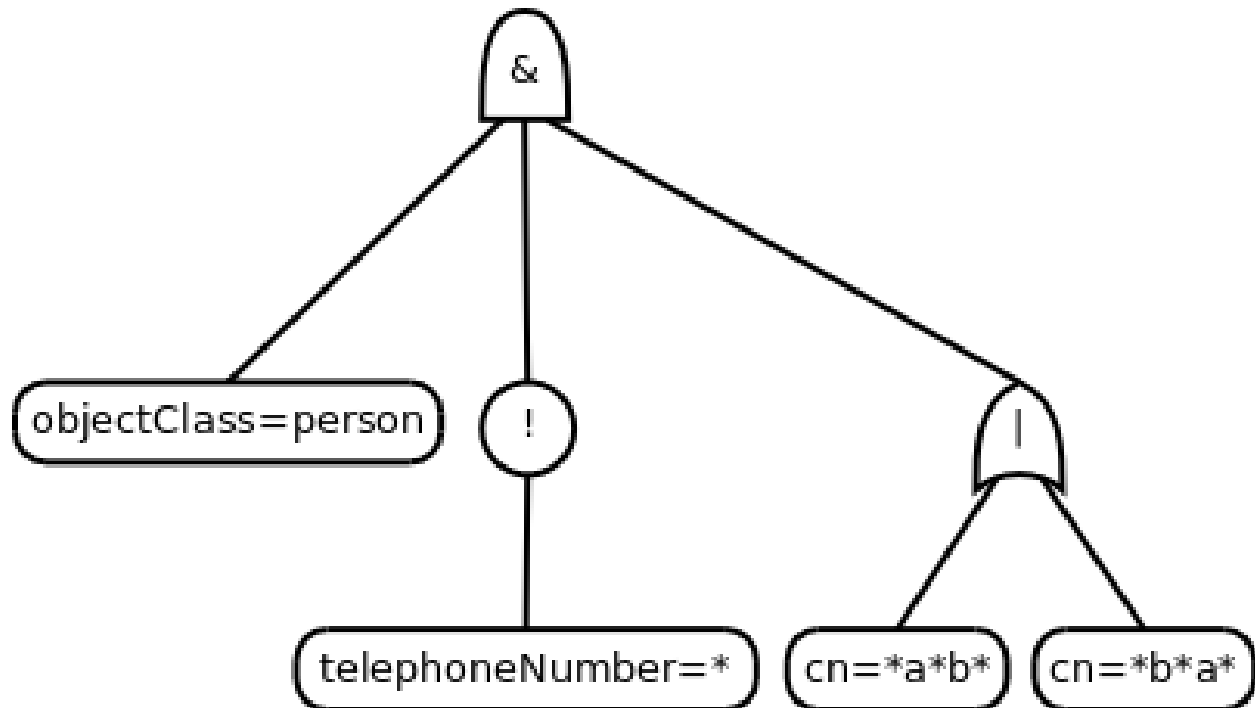 &
objectClass=person
!
|
telephoneNumber=*
cn=*a*b*
cn=*b*a*